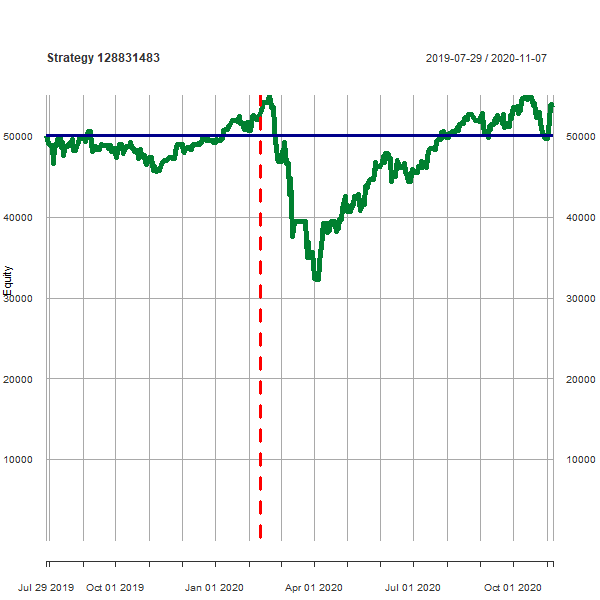 Strategy 128831483
2019-07-29 / 2020-11-07
50000
50000
40000
40000
Equity
30000
30000
20000
20000
10000
10000
Jul 29 2019
Oct 01 2019
Jan 01 2020
Apr 01 2020
Jul 01 2020
Oct 01 2020